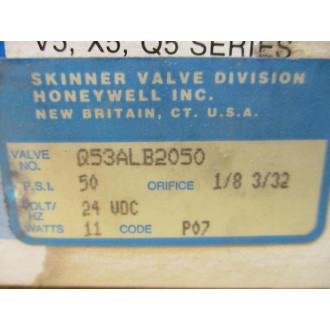 V5, X5, Q5 SERIES
SKINNER VALVE DIVISION
HONEYWELL INC.
NEW BRITAIN, CT. U.S.A.
VALVE NO. Q53ALB2050
P.S.I. 50 ORIFICE 1/8 3/32
VOLT/HZ 24 VDC
WATTS 11 CODE P07